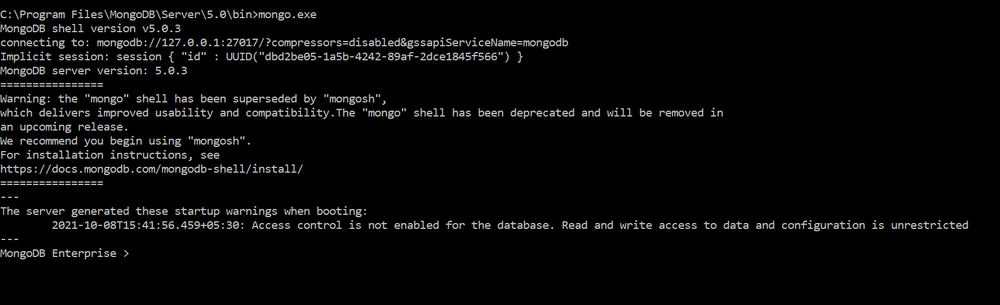 C:\Program Files\MongoDB\Server\5.0\bin>mongo.exe
MongoDB shell version v5.0.3
connecting to: mongodb://127.0.0.1:27017/?compressors=disabled&gssapiServiceName=mongodb
Implicit session: session { "id" : UUID("dbd2be05-1a5b-4242-89af-2dce1845f566") }
MongoDB server version: 5.0.3
================
Warning: the "mongo" shell has been superseded by "mongosh",
which delivers improved usability and compatibility.The "mongo" shell has been deprecated and will be removed in
an upcoming release.
We recommend you begin using "mongosh".
For installation instructions, see
https://docs.mongodb.com/mongodb-shell/install/
================
---
The server generated these startup warnings when booting:
        2021-10-08T15:41:56.459+05:30: Access control is not enabled for the database. Read and write access to data and configuration is unrestricted
---
MongoDB Enterprise >